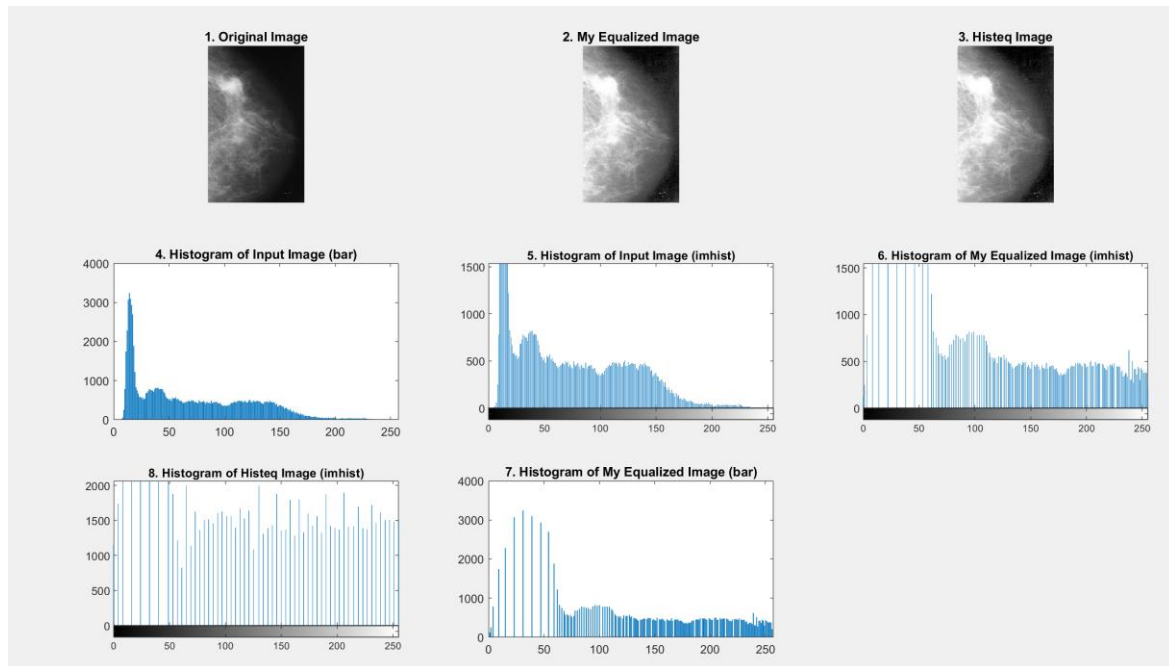 1. Original Image
2. My Equalized Image
3. Histeq Image
4. Histogram of Input Image (bar)
4000
3000
2000
1000
0
0 50 100 150 200 250
5. Histogram of Input Image (imhist)
1500
1000
500
0
0 50 100 150 200 250
6. Histogram of My Equalized Image (imhist)
1500
1000
500
0
0 50 100 150 200 250
8. Histogram of Histeq Image (imhist)
2000
1500
1000
500
0
0 50 100 150 200 250
7. Histogram of My Equalized Image (bar)
4000
3000
2000
1000
0
0 50 100 150 200 250